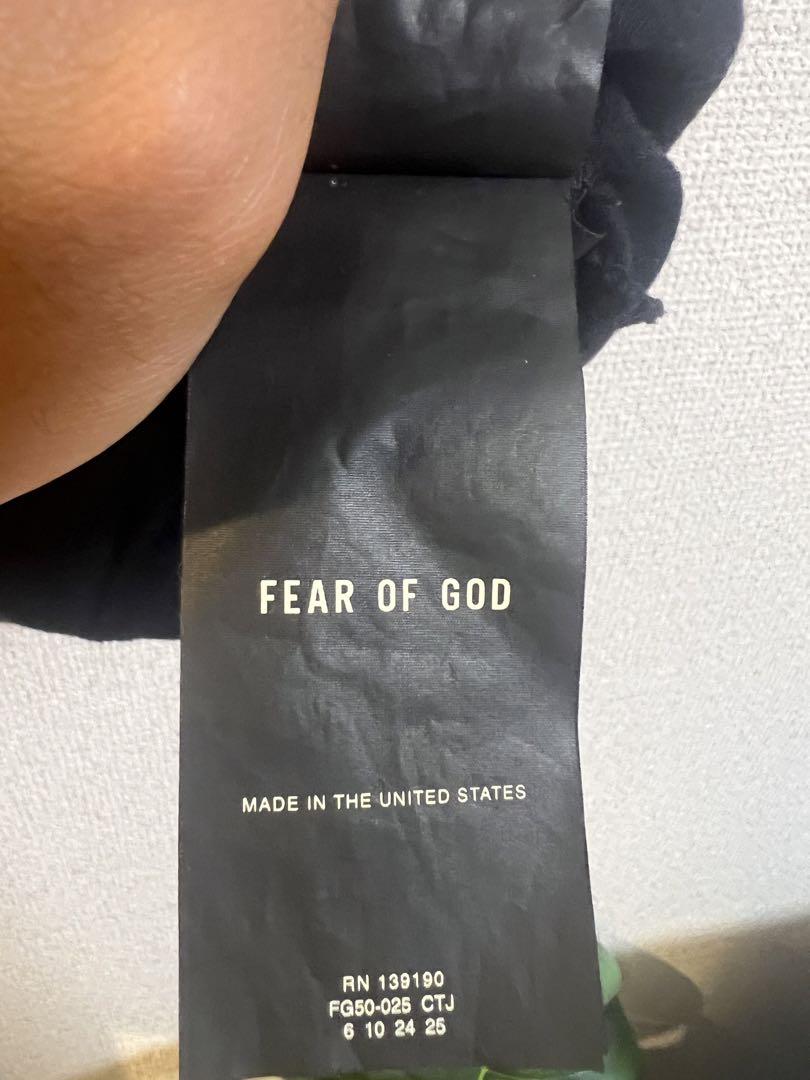 FEAR OF GOD
MADE IN THE UNITED STATES
RN 139190
FG50-025 CTJ
6 10 24 25